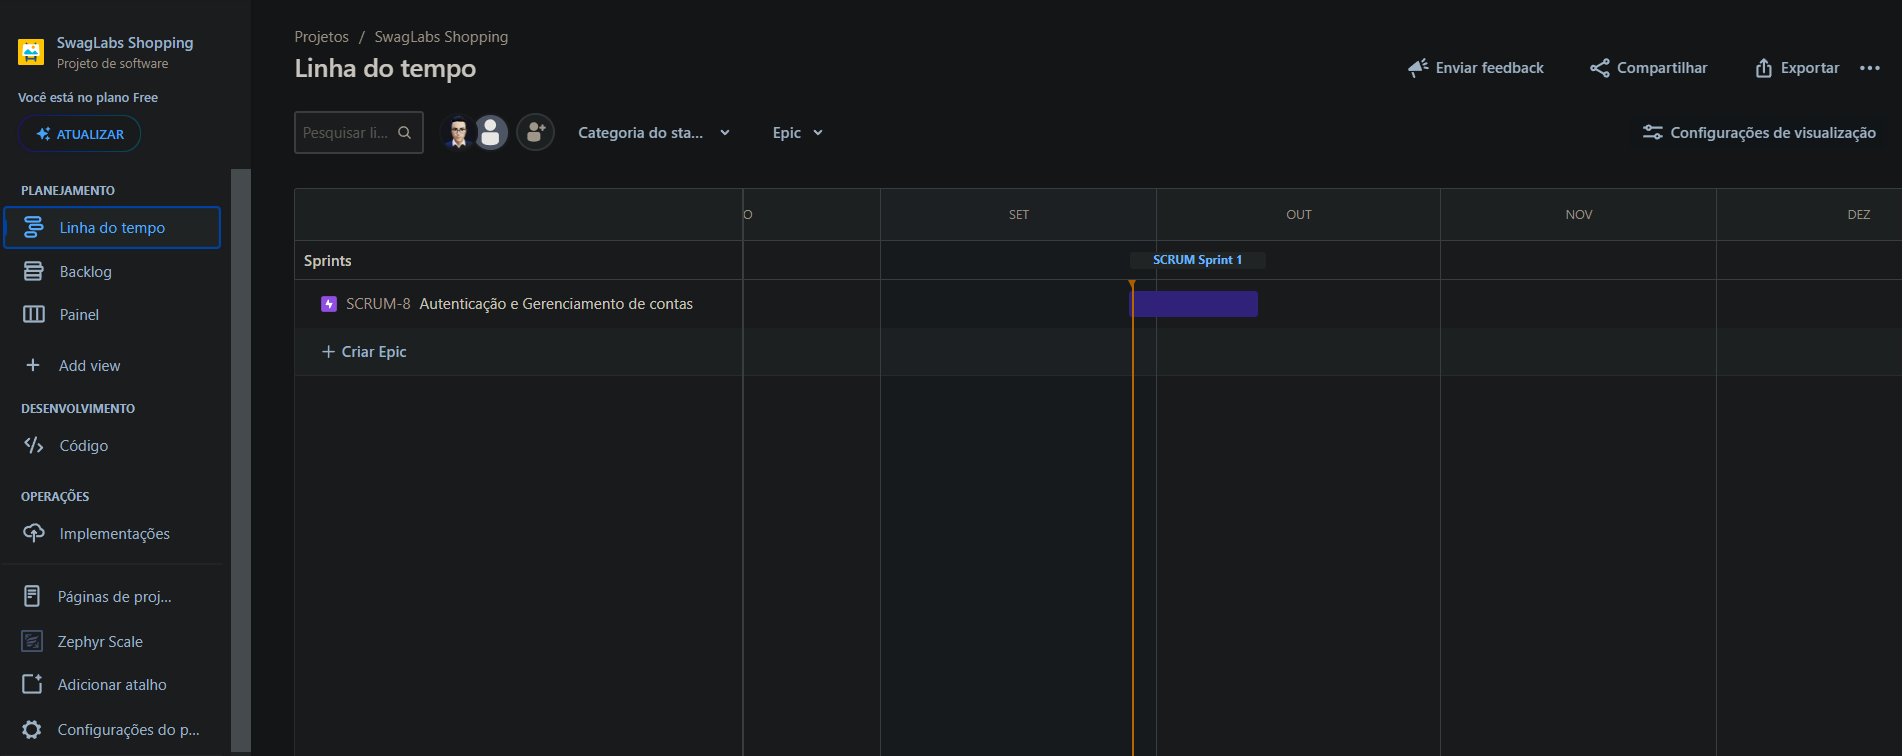 SwagLabs Shopping
Projeto de software
Você está no plano Free
ATUALIZAR
PLANEJAMENTO
Linha do tempo
Backlog
Painel
Add view
DESENVOLVIMENTO
Código
OPERAÇÕES
Implementações
Páginas de proj...
Zephyr Scale
Adicionar atalho
Configurações do p...
Projetos / SwagLabs Shopping
Linha do tempo
Enviar feedback
Compartilhar
Exportar
Pesquisar li...
Categoria do sta...
Epic
Configurações de visualização
O SET OUT NOV DEZ
Sprints
SCRUM Sprint 1
SCRUM-8 Autenticação e Gerenciamento de contas
+ Criar Epic